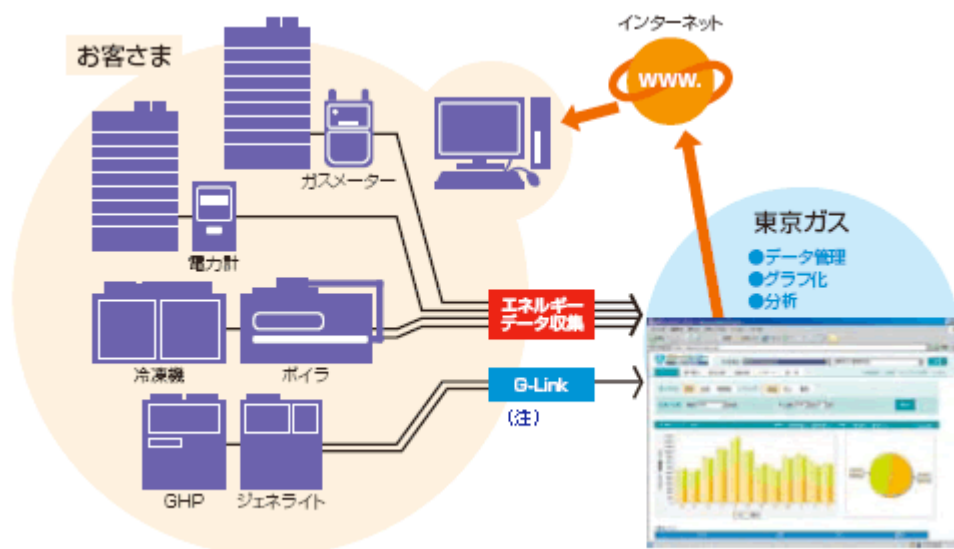 インターネット
www.
お客さま
ガスメーター
電力計
冷凍機
ボイラ
GHP
ジェネライト
エネルギー
データ収集
G-Link
(注)
東京ガス
●データ管理
●グラフ化
●分析